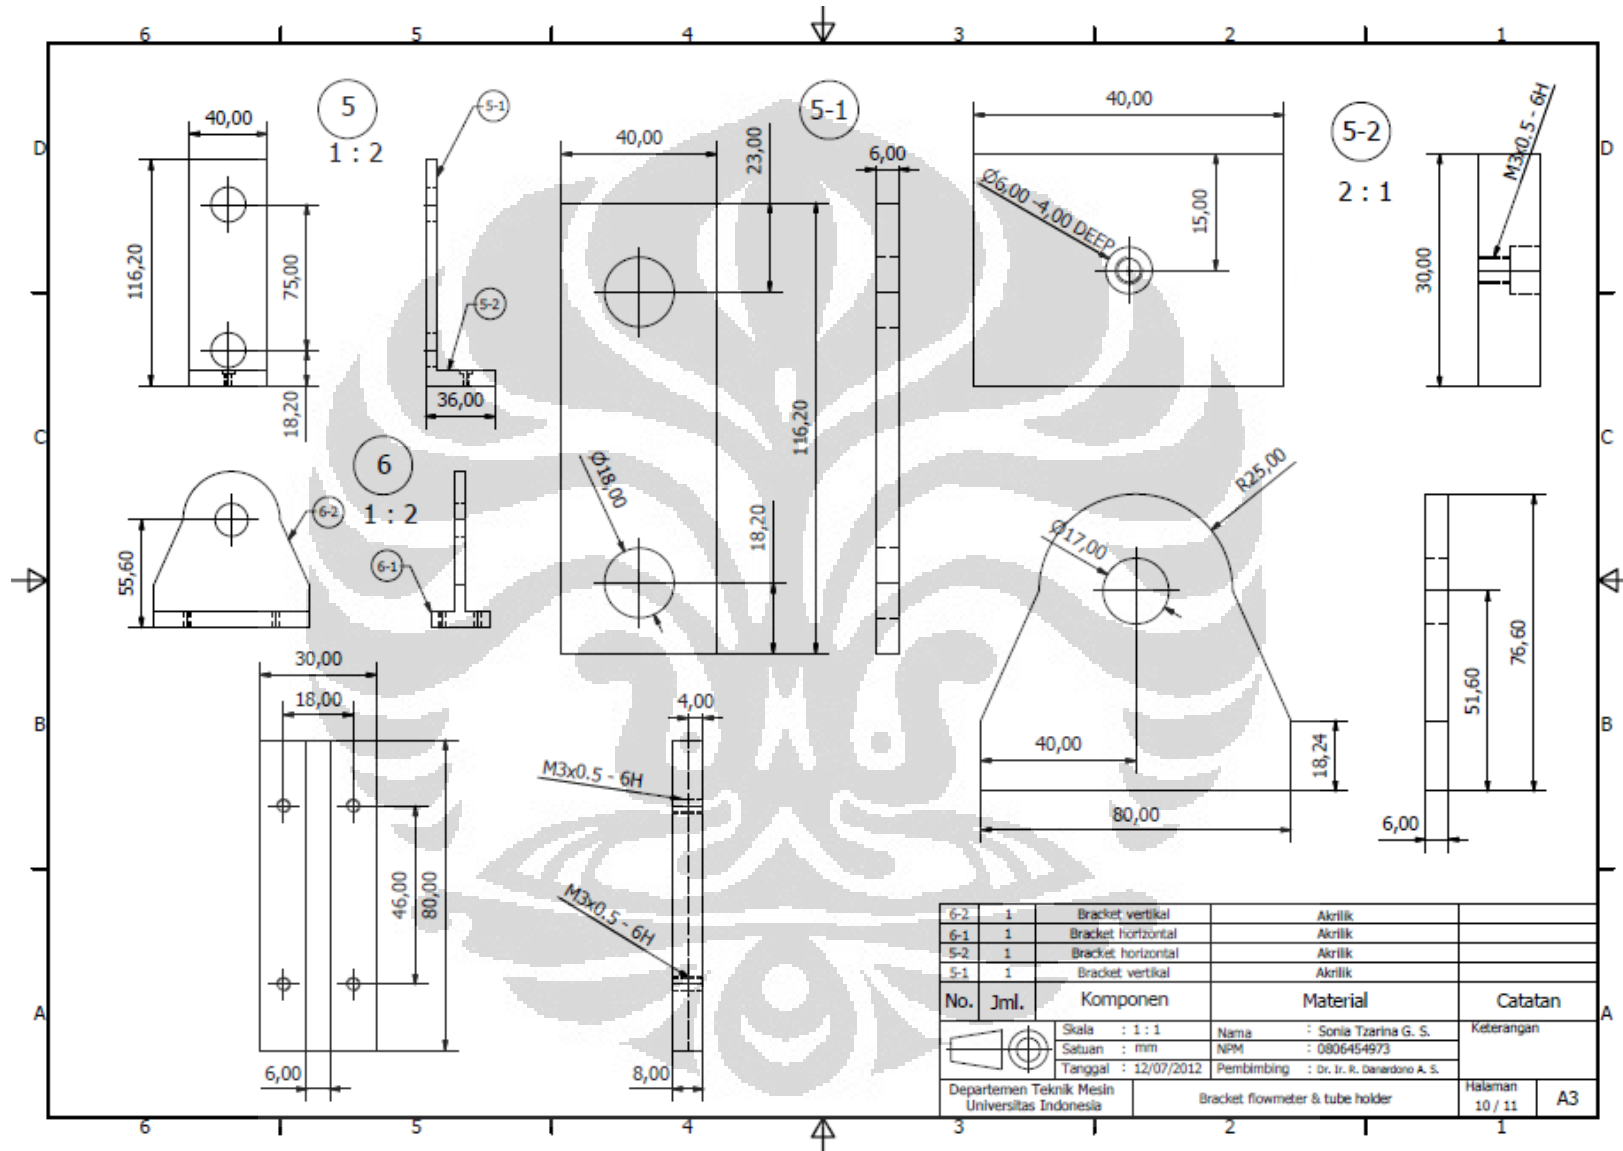 6 5 4 3 2 1
D
C
B
A
D
C
B
A
5
1 : 2
40,00
116,20
75,00
18,20
5-1
5-2
36,00
6
1 : 2
55,60
6-2
6-1
5-1
40,00
23,00
6,00
116,20
Ø18,00
18,20
5-2
2 : 1
40,00
Ø6,00 -4,00 DEEP
15,00
30,00
M3x0.5 - 6H
30,00
18,00
46,00
80,00
6,00
4,00
M3x0.5 - 6H
M3x0.5 - 6H
8,00
R25,00
Ø17,00
40,00
80,00
18,24
51,60
76,60
6,00
6-2 1 Bracket vertikal Akrilik
6-1 1 Bracket horizontal Akrilik
5-2 1 Bracket horizontal Akrilik
5-1 1 Bracket vertikal Akrilik
No. Jml. Komponen Material Catatan
Skala : 1 : 1 Nama : Sonia Tzarina G. S. Keterangan
Satuan : mm NPM : 0806454973
Tanggal : 12/07/2012 Pembimbing : Dr. Ir. R. Danardono A. S.
Departemen Teknik Mesin
Universitas Indonesia
Bracket flowmeter & tube holder
Halaman
10 / 11
A3
6 5 4 3 2 1